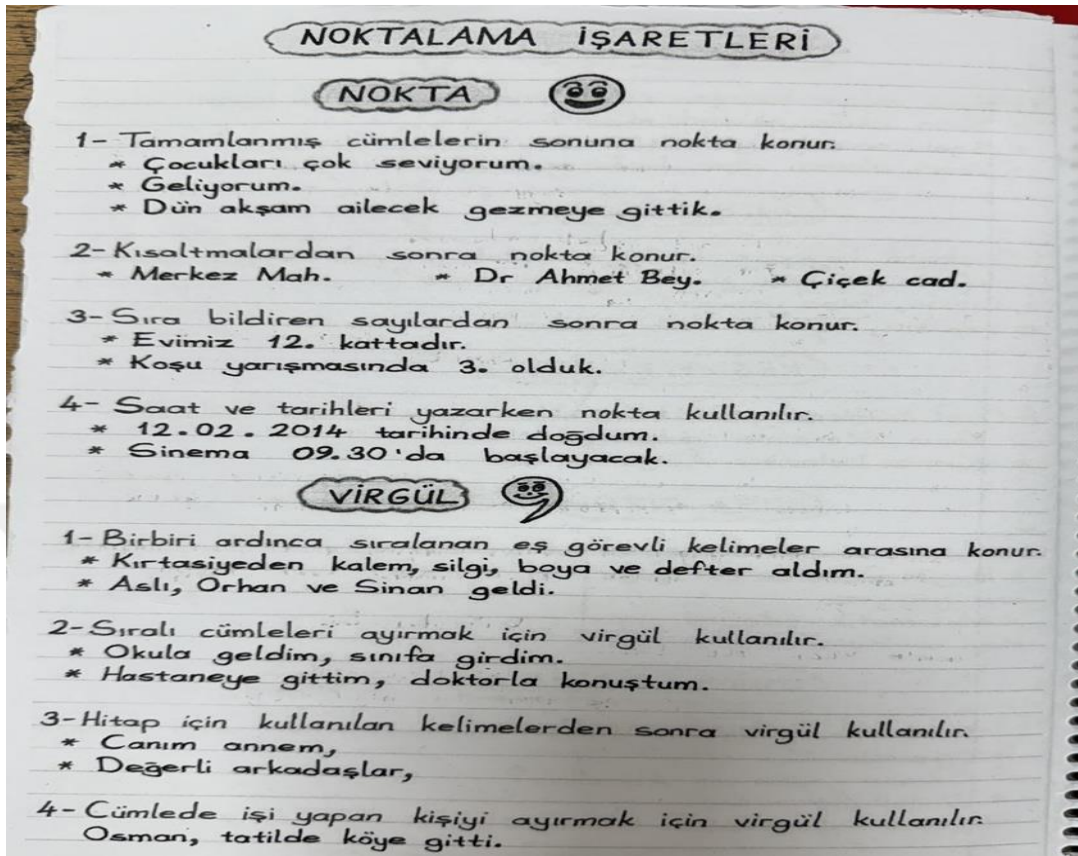 NOKTALAMA İŞARETLERİ
NOKTA
1- Tamamlanmış cümlelerin sonuna nokta konur.
* Çocukları çok seviyorum.
* Geliyorum.
* Dün akşam ailecek gezmeye gittik.
2- Kısaltmalardan sonra nokta konur.
* Merkez Mah. * Dr Ahmet Bey. * Çiçek cad.
3- Sıra bildiren sayılardan sonra nokta konur.
* Evimiz 12. kattadır.
* Koşu yarışmasında 3. olduk.
4- Saat ve tarihleri yazarken nokta kullanılır.
* 12.02.2014 tarihinde doğdum.
* Sinema 09.30'da başlayacak.
VİRGÜL
1- Birbiri ardınca sıralanan eş görevli kelimeler arasına konur.
* Kırtasiyeden kalem, silgi, boya ve defter aldım.
* Aslı, Orhan ve Sinan geldi.
2- Sıralı cümleleri ayırmak için virgül kullanılır.
* Okula geldim, sınıfa girdim.
* Hastaneye gittim, doktorla konuştum.
3- Hitap için kullanılan kelimelerden sonra virgül kullanılır.
* Canım annem,
* Değerli arkadaşlar,
4- Cümlede işi yapan kişiyi ayırmak için virgül kullanılır.
Osman, tatilde köye gitti.